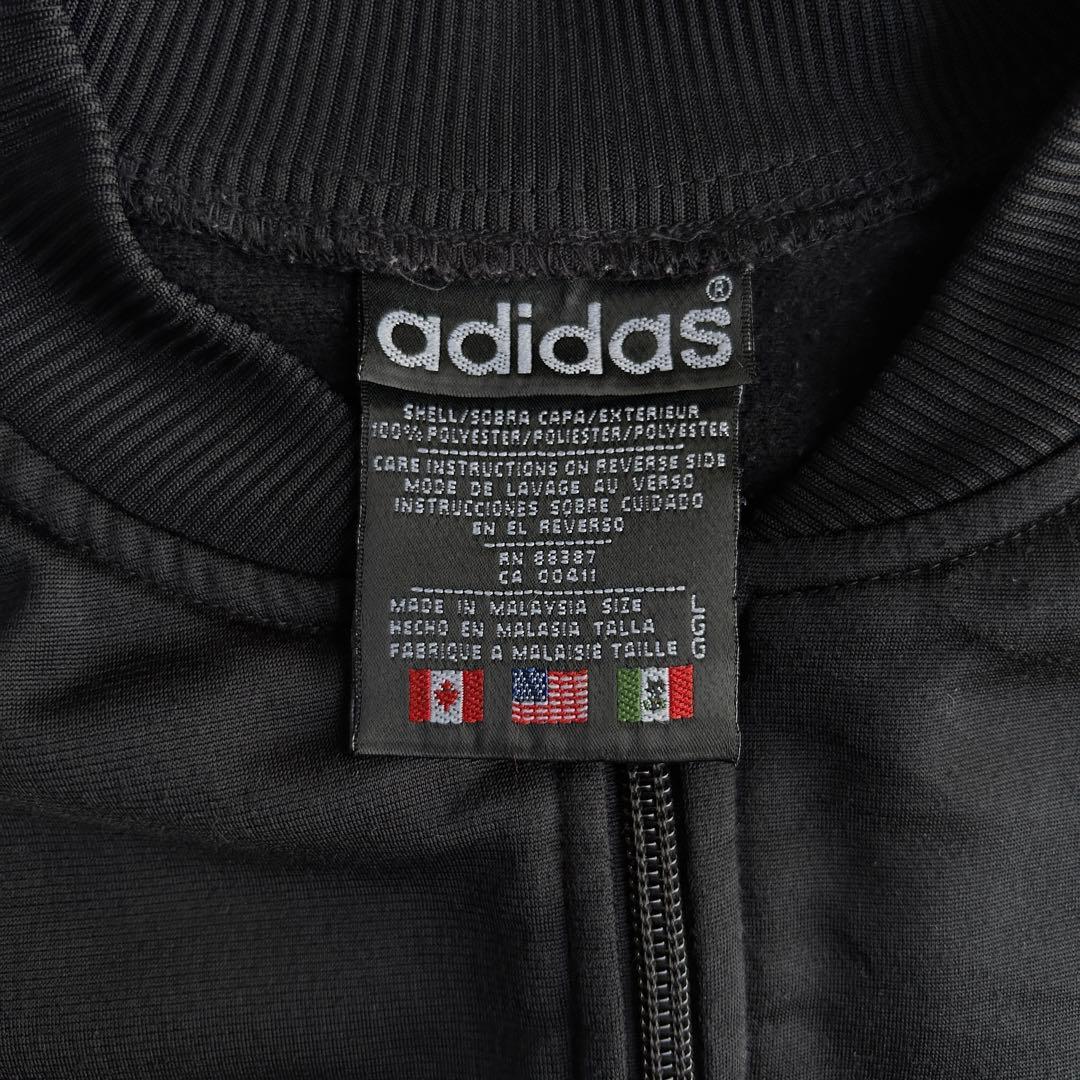 adidas®
SHELL/SOBRA CAPA/EXTERIEUR
100% POLYESTER/POLIESTER/POLYESTER
CARE INSTRUCTIONS ON REVERSE SIDE
MODE DE LAVAGE AU VERSO
INSTRUCCIONES SOBRE CUIDADO
EN EL REVERSO
RN 88387
CA 00411
MADE IN MALAYSIA SIZE
HECHO EN MALASIA TALLA
FABRIQUE A MALAISIE TAILLE